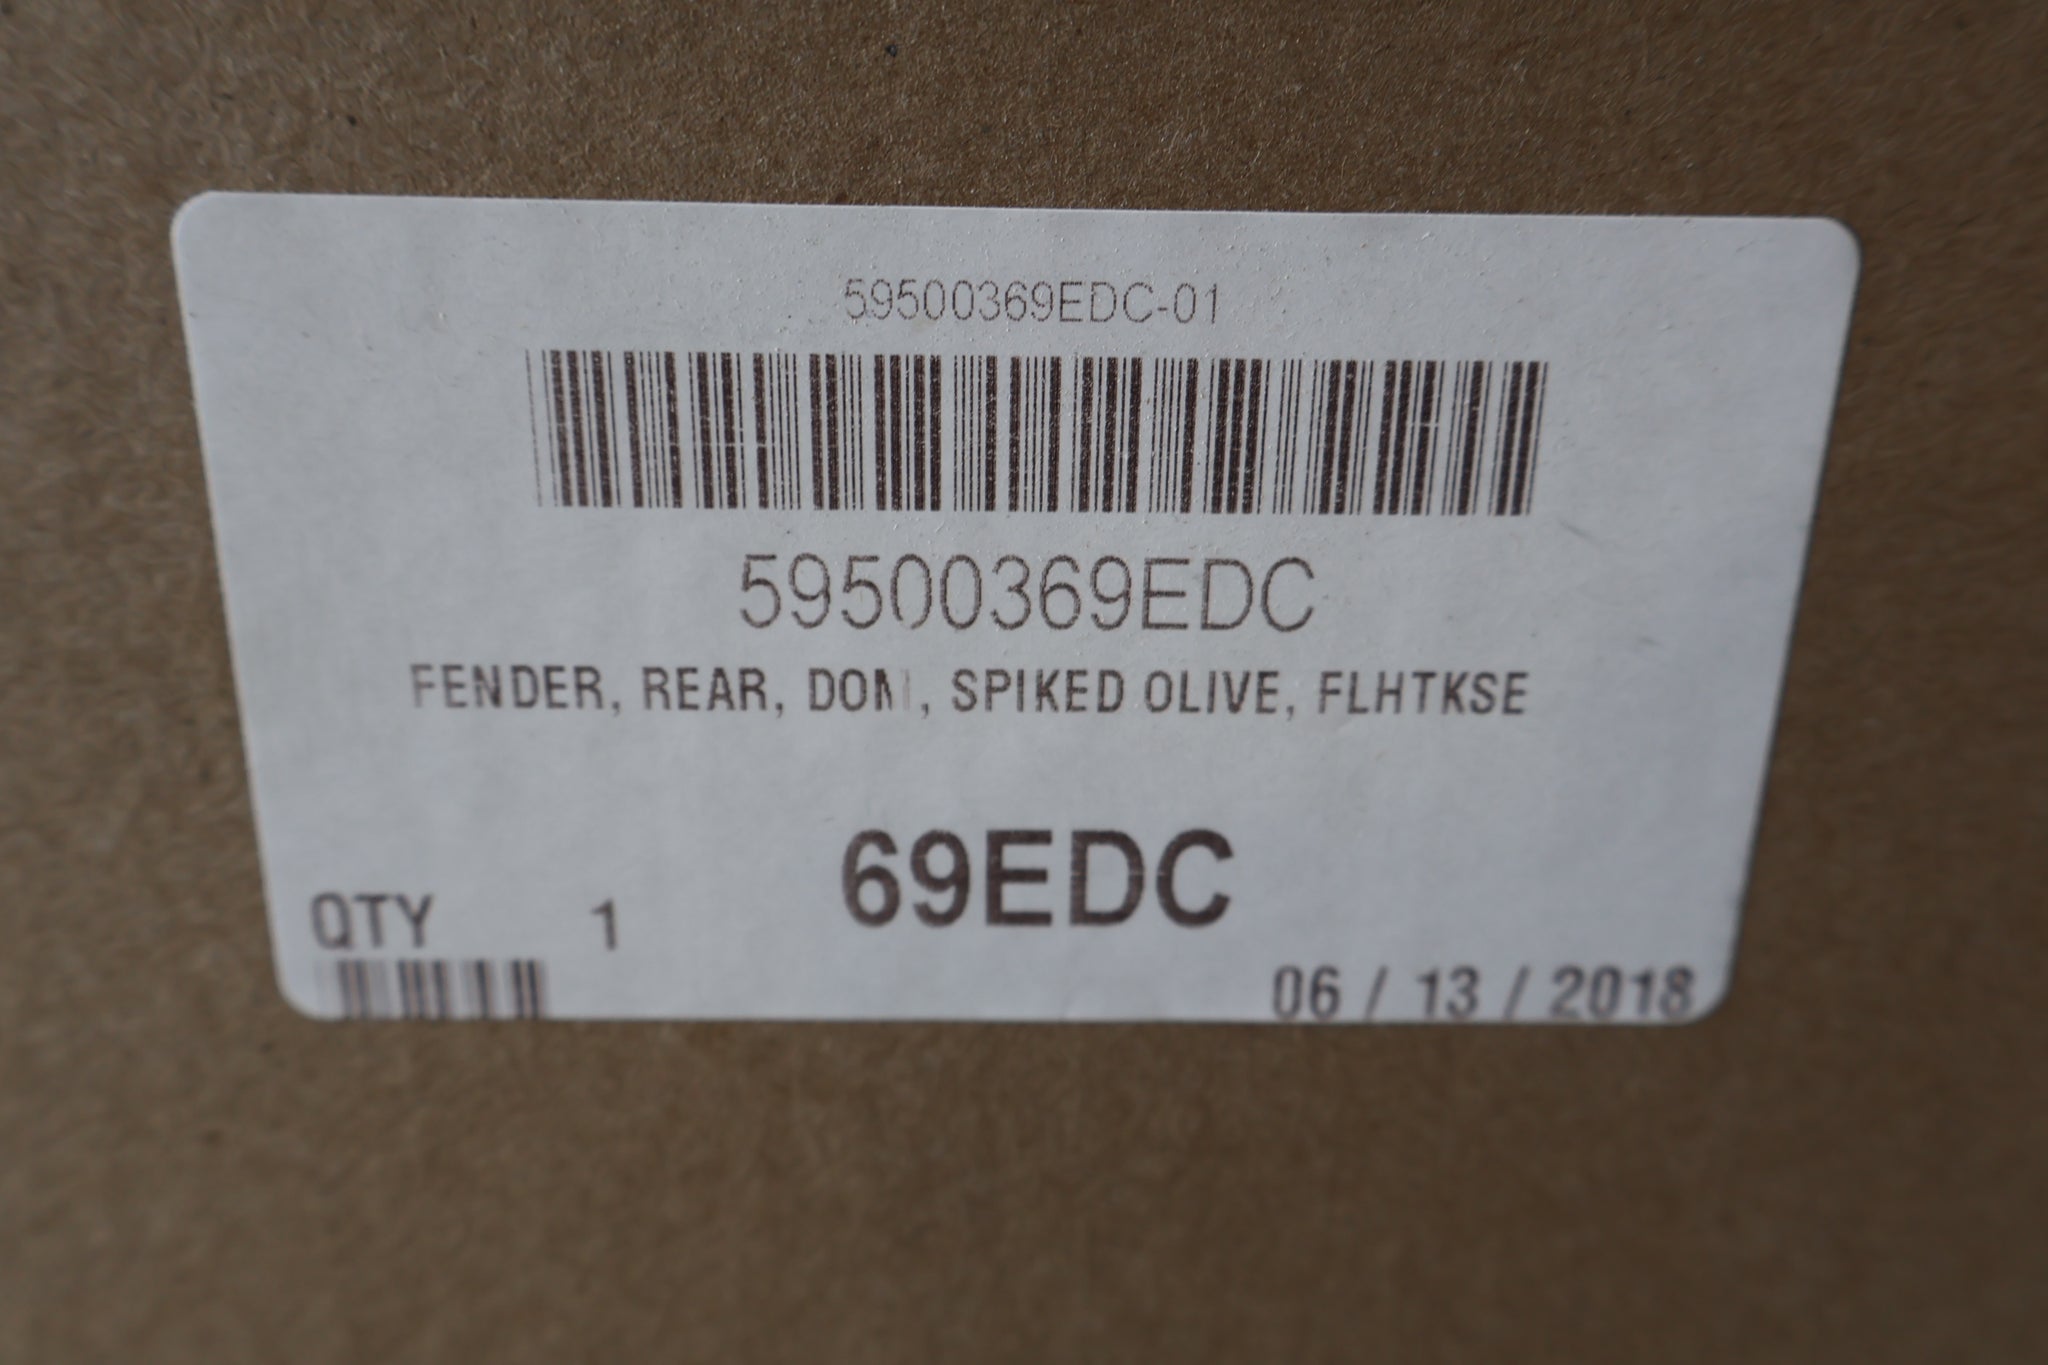 59500369EDC-01
59500369EDC
FENDER, REAR, DOM, SPIKED OLIVE, FLHTKSE
69EDC
QTY 1
06 / 13 / 2018